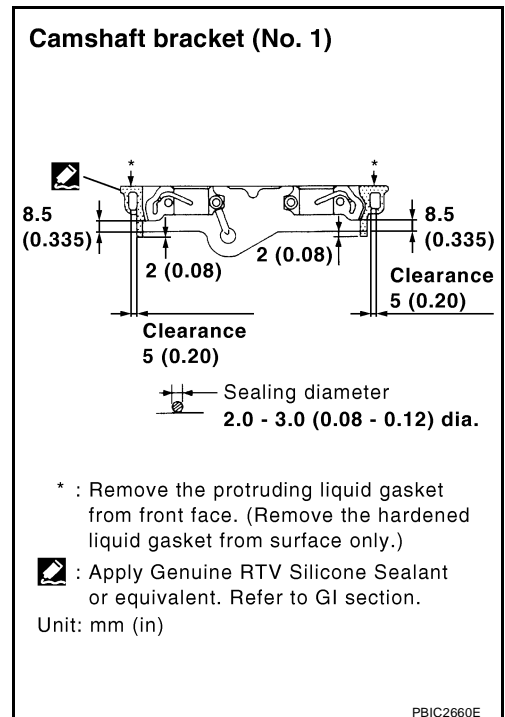 Camshaft bracket (No. 1)
*
*
8.5
(0.335)
8.5
(0.335)
2 (0.08)
2 (0.08)
Clearance
5 (0.20)
Clearance
5 (0.20)
Sealing diameter
2.0 - 3.0 (0.08 - 0.12) dia.
* : Remove the protruding liquid gasket
from front face. (Remove the hardened
liquid gasket from surface only.)
: Apply Genuine RTV Silicone Sealant
or equivalent. Refer to GI section.
Unit: mm (in)
PBIC2660E